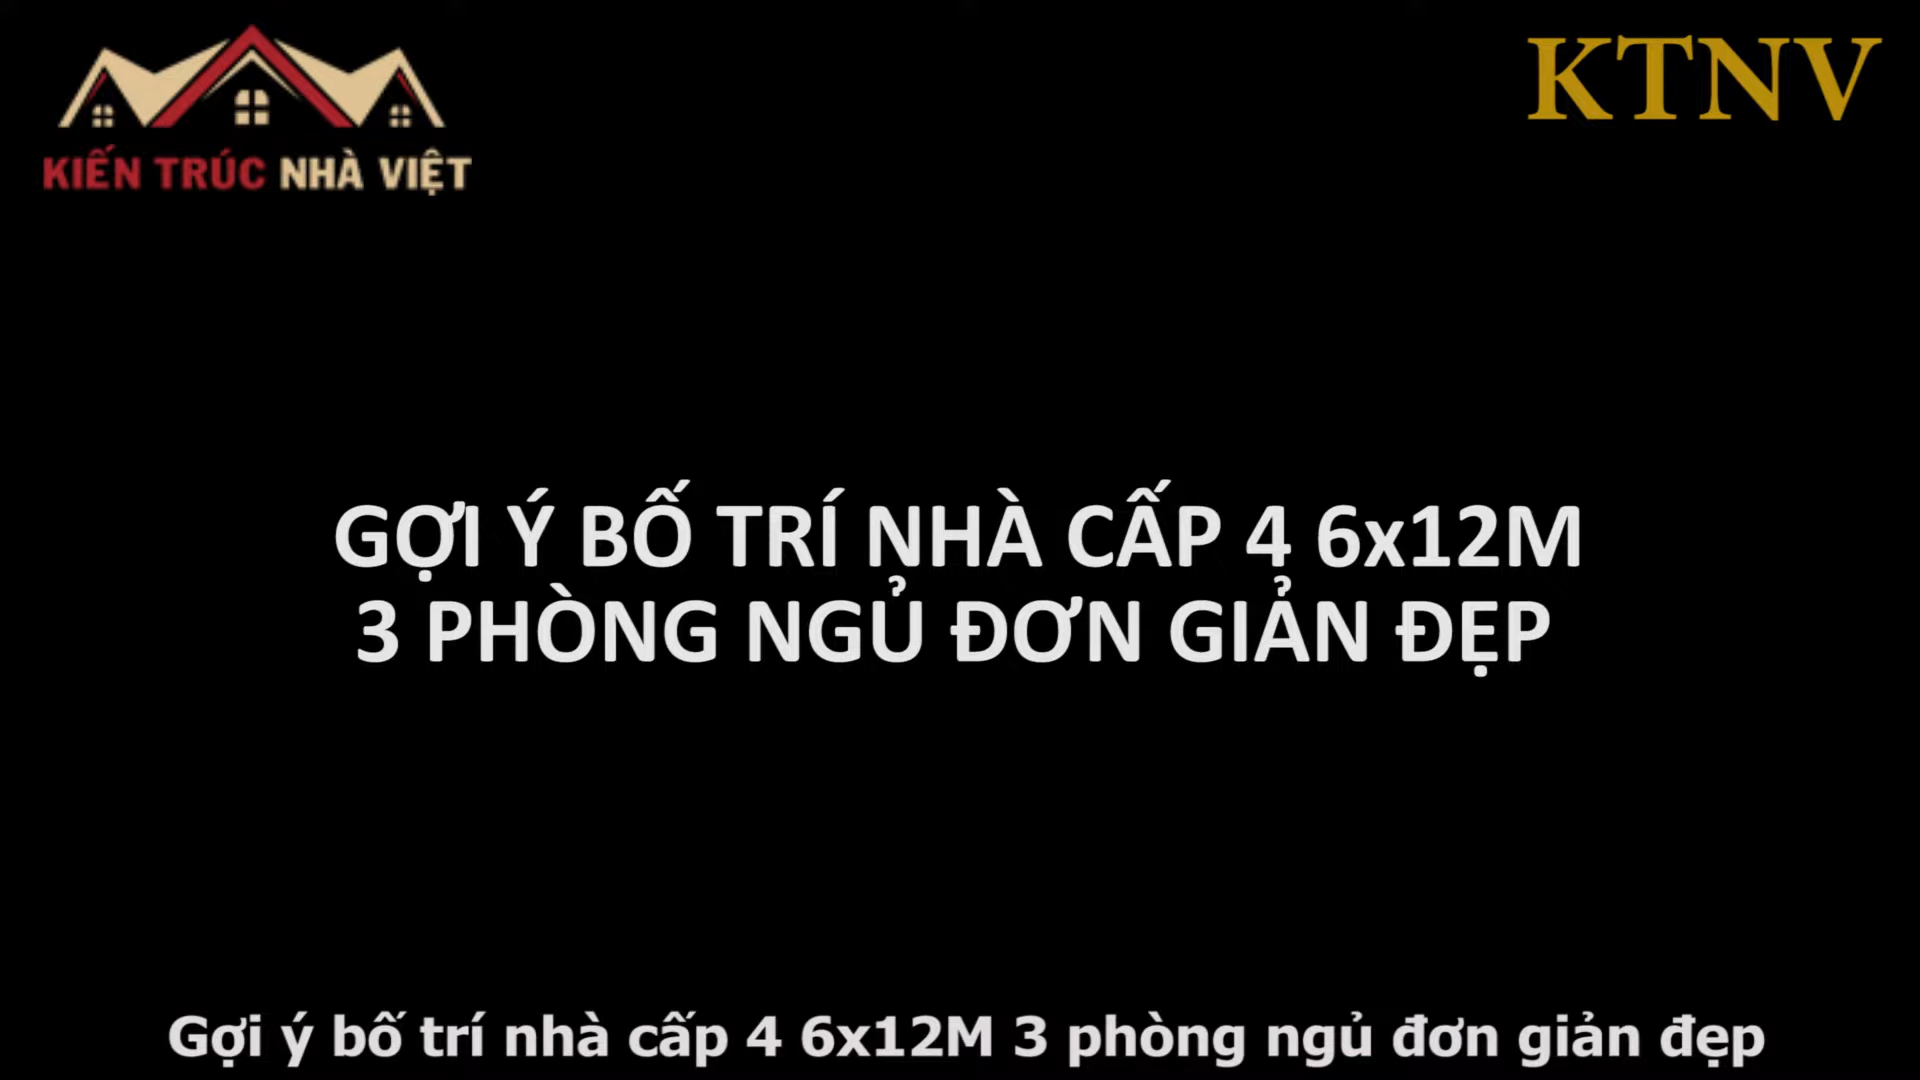 KIẾN TRÚC NHÀ VIỆT
KTNV
GỢI Ý BỐ TRÍ NHÀ CẤP 4 6x12M
3 PHÒNG NGỦ ĐƠN GIẢN ĐẸP
Gợi ý bố trí nhà cấp 4 6x12M 3 phòng ngủ đơn giản đẹp